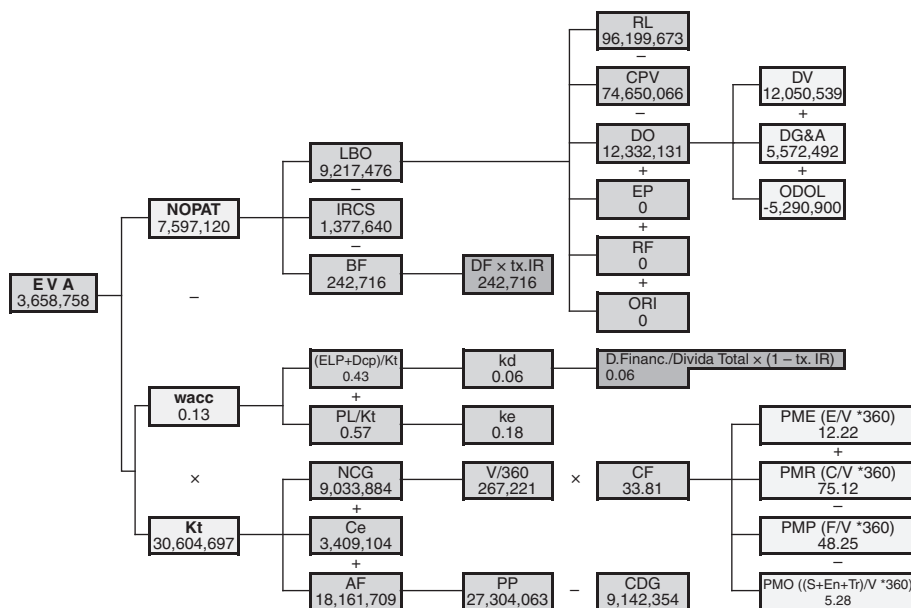 RL
96,199,673
–
CPV
74,650,066
–
DO
12,332,131
+
EP
0
+
RF
0
+
ORI
0
DV
12,050,539
+
DG&A
5,572,492
+
ODOL
-5,290,900
LBO
9,217,476
–
IRCS
1,377,640
–
BF
242,716
DF × tx.IR
242,716
NOPAT
7,597,120
E V A
3,658,758
–
(ELP+Dcp)/Kt
0.43
+
PL/Kt
0.57
kd
0.06
ke
0.18
D.Financ./Divida Total × (1 – tx. IR)
0.06
wacc
0.13
×
Kt
30,604,697
NCG
9,033,884
+
Ce
3,409,104
+
AF
18,161,709
V/360
267,221
×
CF
33.81
PP
27,304,063
–
CDG
9,142,354
PME (E/V *360)
12.22
+
PMR (C/V *360)
75.12
–
PMP (F/V *360)
48.25
–
PMO ((S+En+Tr)/V *360)
5.28